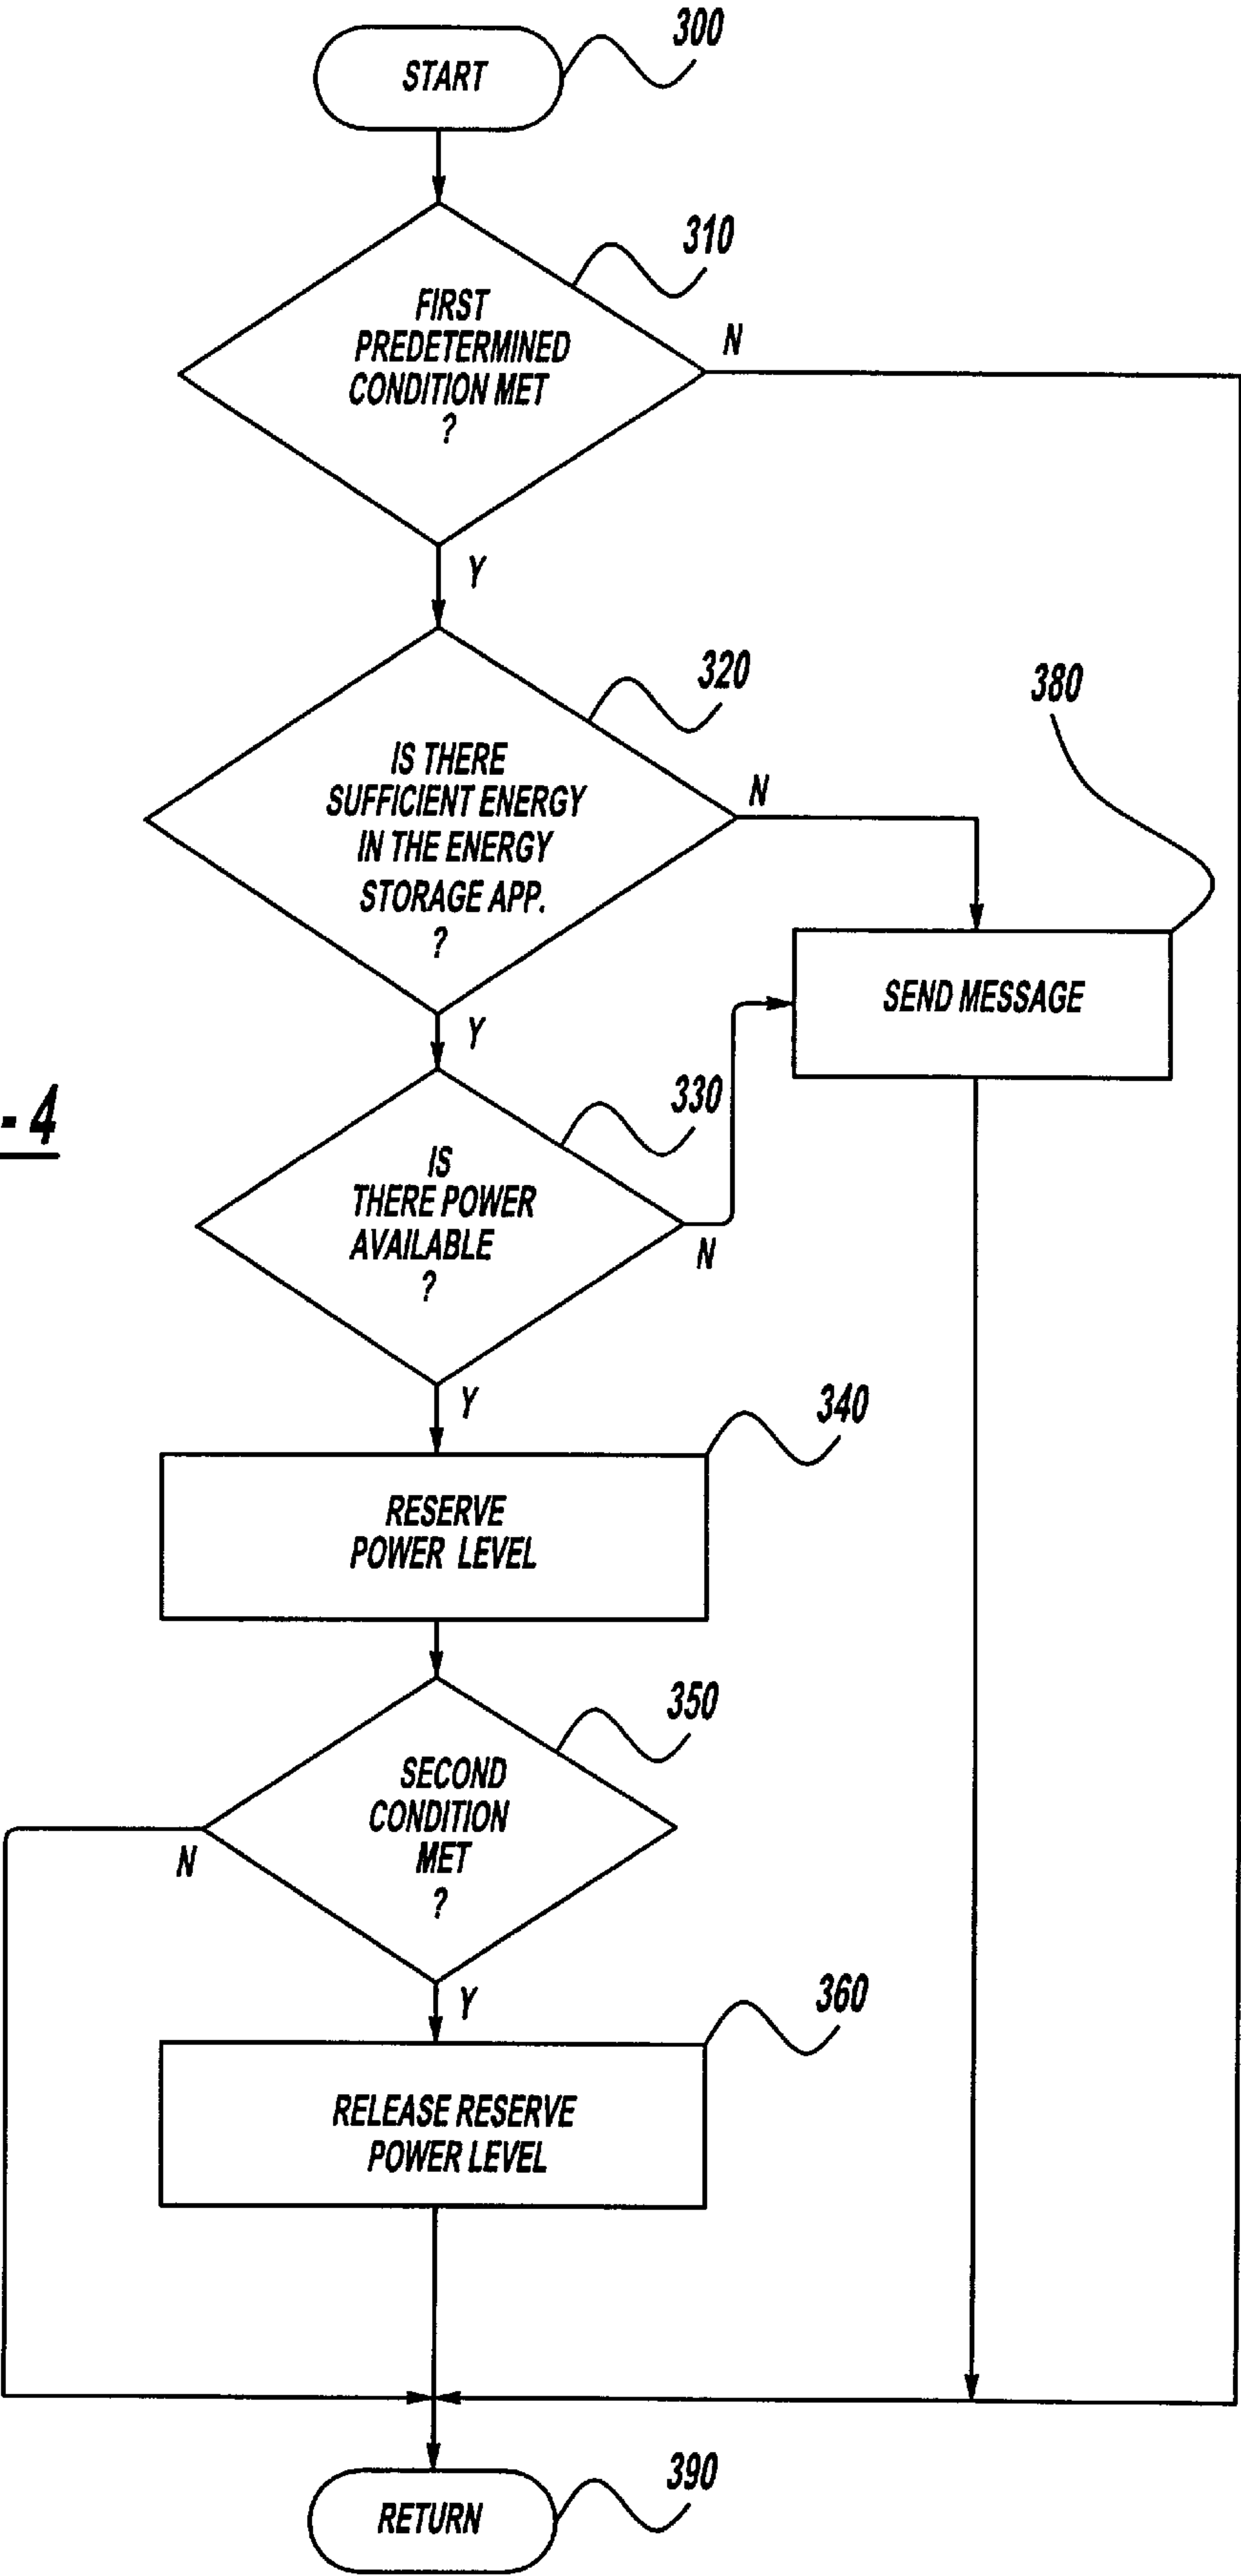 300
START
310
FIRST
PREDETERMINED
CONDITION MET
?
N
Y
320
380
IS THERE
SUFFICIENT ENERGY
IN THE ENERGY
STORAGE APP.
?
N
SEND MESSAGE
Y
330
- 4
IS
THERE POWER
AVAILABLE
?
N
Y
340
RESERVE
POWER LEVEL
350
SECOND
CONDITION
MET
?
N
Y
360
RELEASE RESERVE
POWER LEVEL
390
RETURN